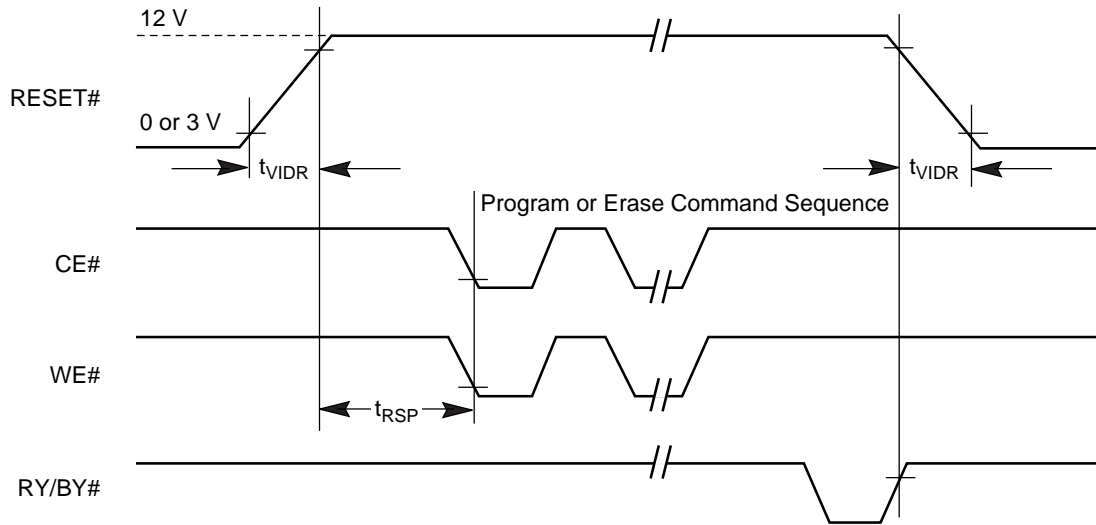 12 V
RESET#
0 or 3 V
tVIDR
tVIDR
Program or Erase Command Sequence
CE#
WE#
tRSP
RY/BY#